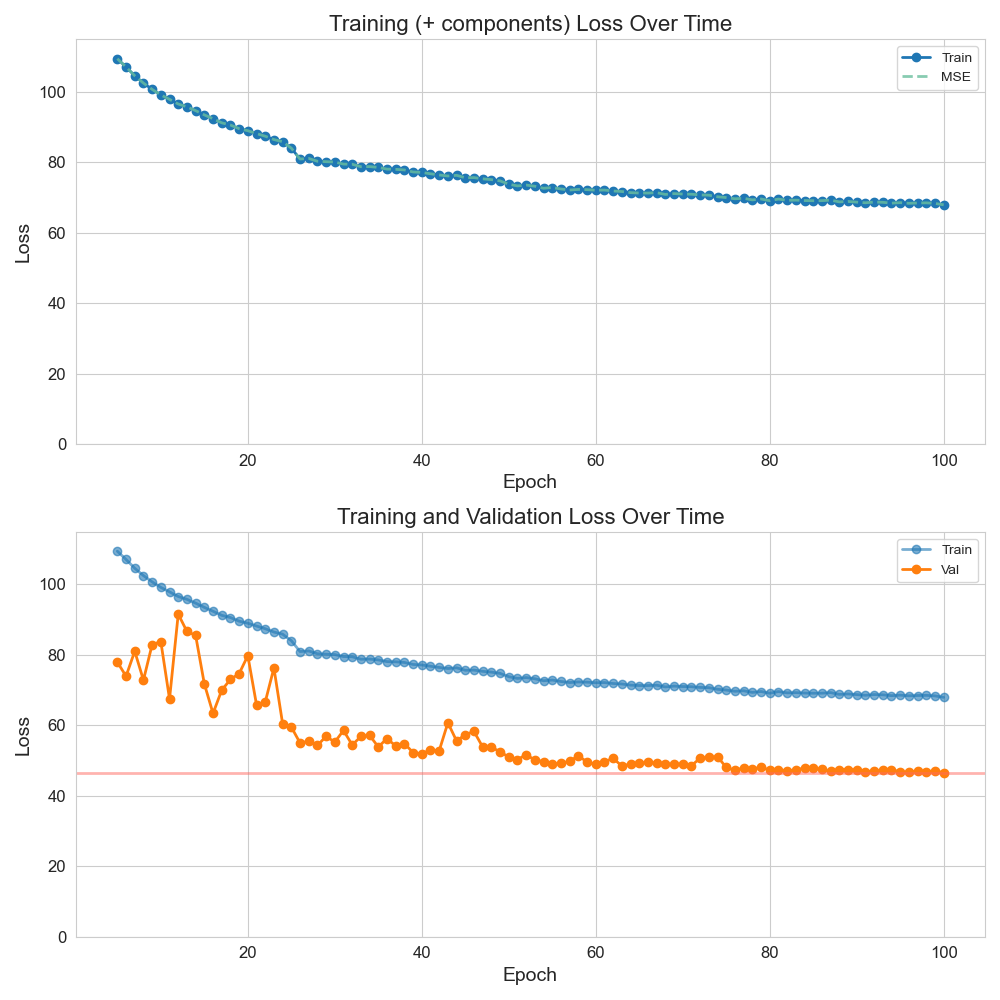 Training (+ components) Loss Over Time
Train
MSE
100
80
60
40
20
0
Loss
20 40 60 80 100
Epoch
Training and Validation Loss Over Time
Train
Val
100
80
60
40
20
0
Loss
20 40 60 80 100
Epoch